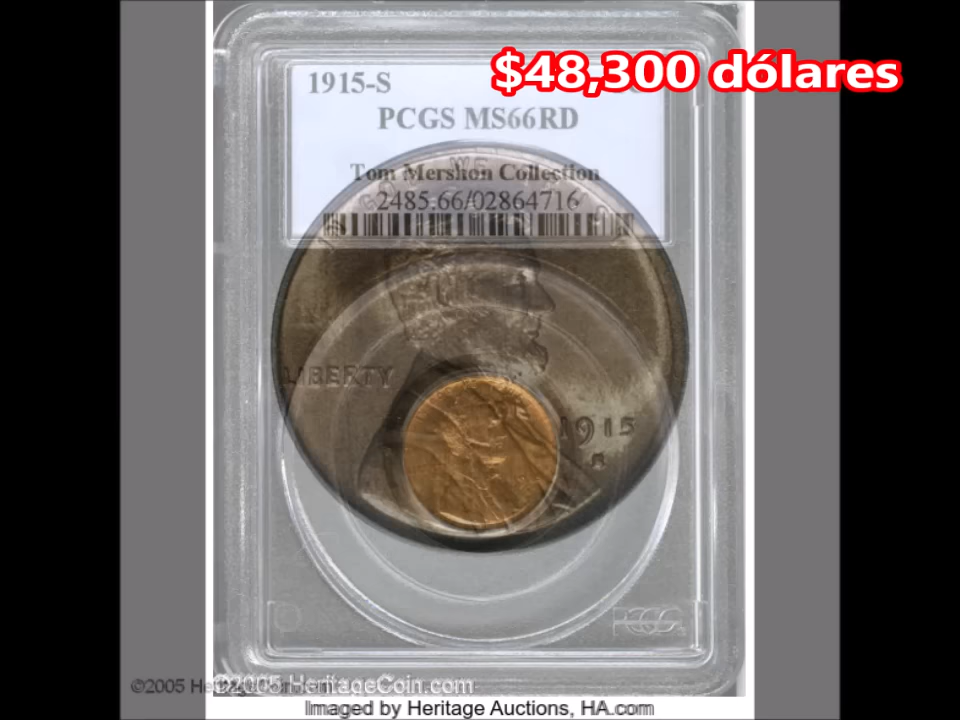 $48,300 dólares
1915-S
PCGS MS66RD
Tom Mershon Collection
2485.66/02864716
WE
LIBERTY
1915
S
PCGS
©2005 HeritageCoin.com
Imaged by Heritage Auctions, HA.com